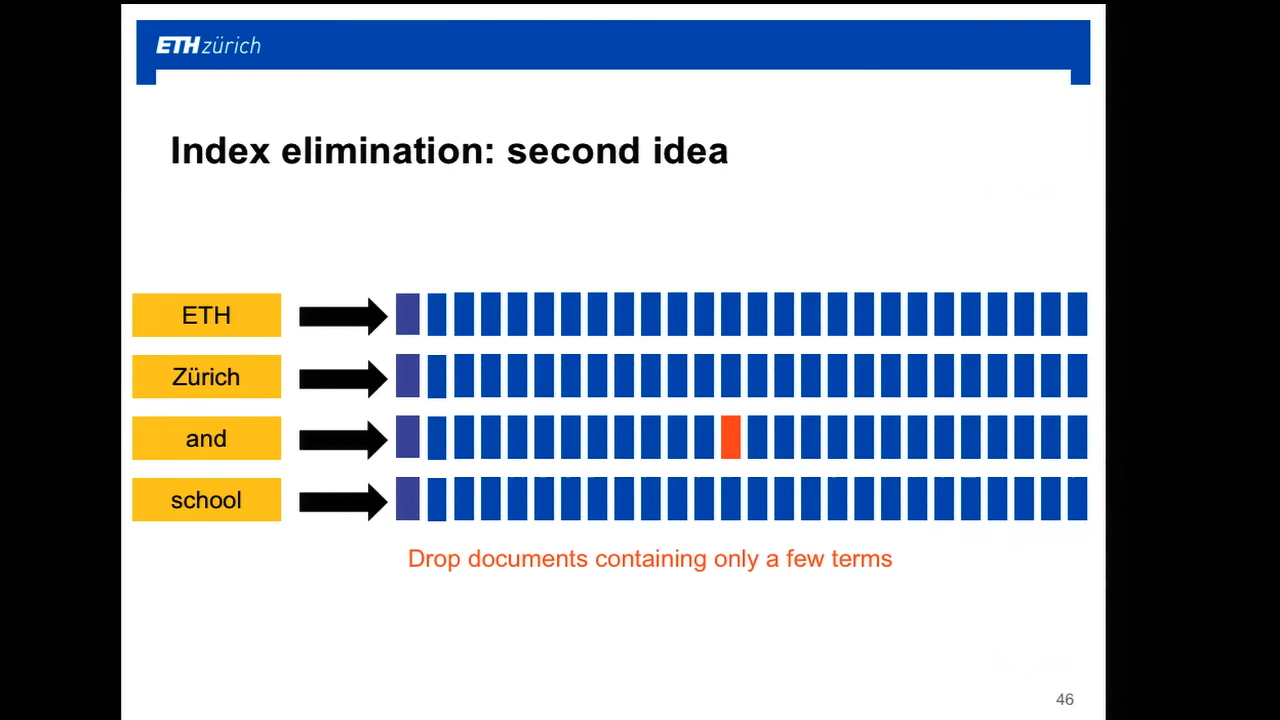 ETH zürich
Index elimination: second idea
ETH
Zürich
and
school
Drop documents containing only a few terms
46